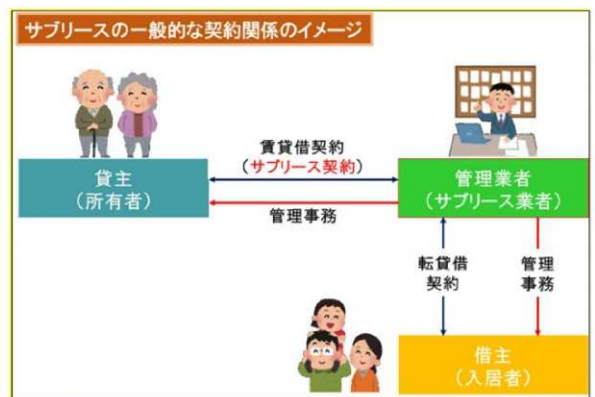 サブリースの一般的な契約関係のイメージ
賃貸借契約
（サブリース契約）
貸主
（所有者）
管理業者
（サブリース業者）
管理事務
転貸借
契約
管理
事務
借主
（入居者）